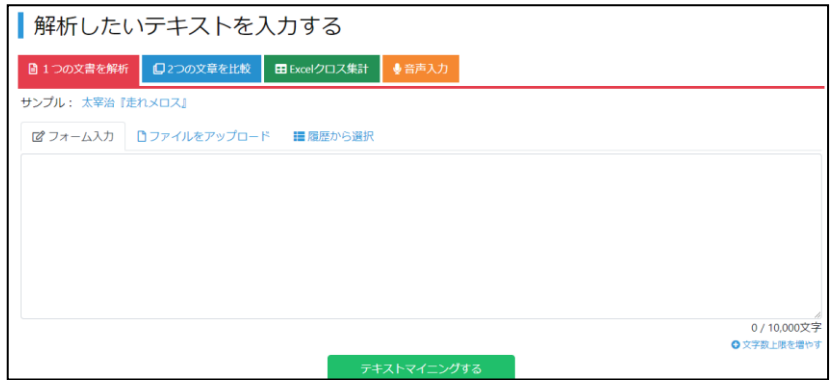 解析したいテキストを入力する
1つの文書を解析 2つの文章を比較 Excelクロス集計 音声入力
サンプル： 太宰治『走れメロス』
フォーム入力 ファイルをアップロード 履歴から選択
0 / 10,000文字
文字数上限を増やす
テキストマイニングする